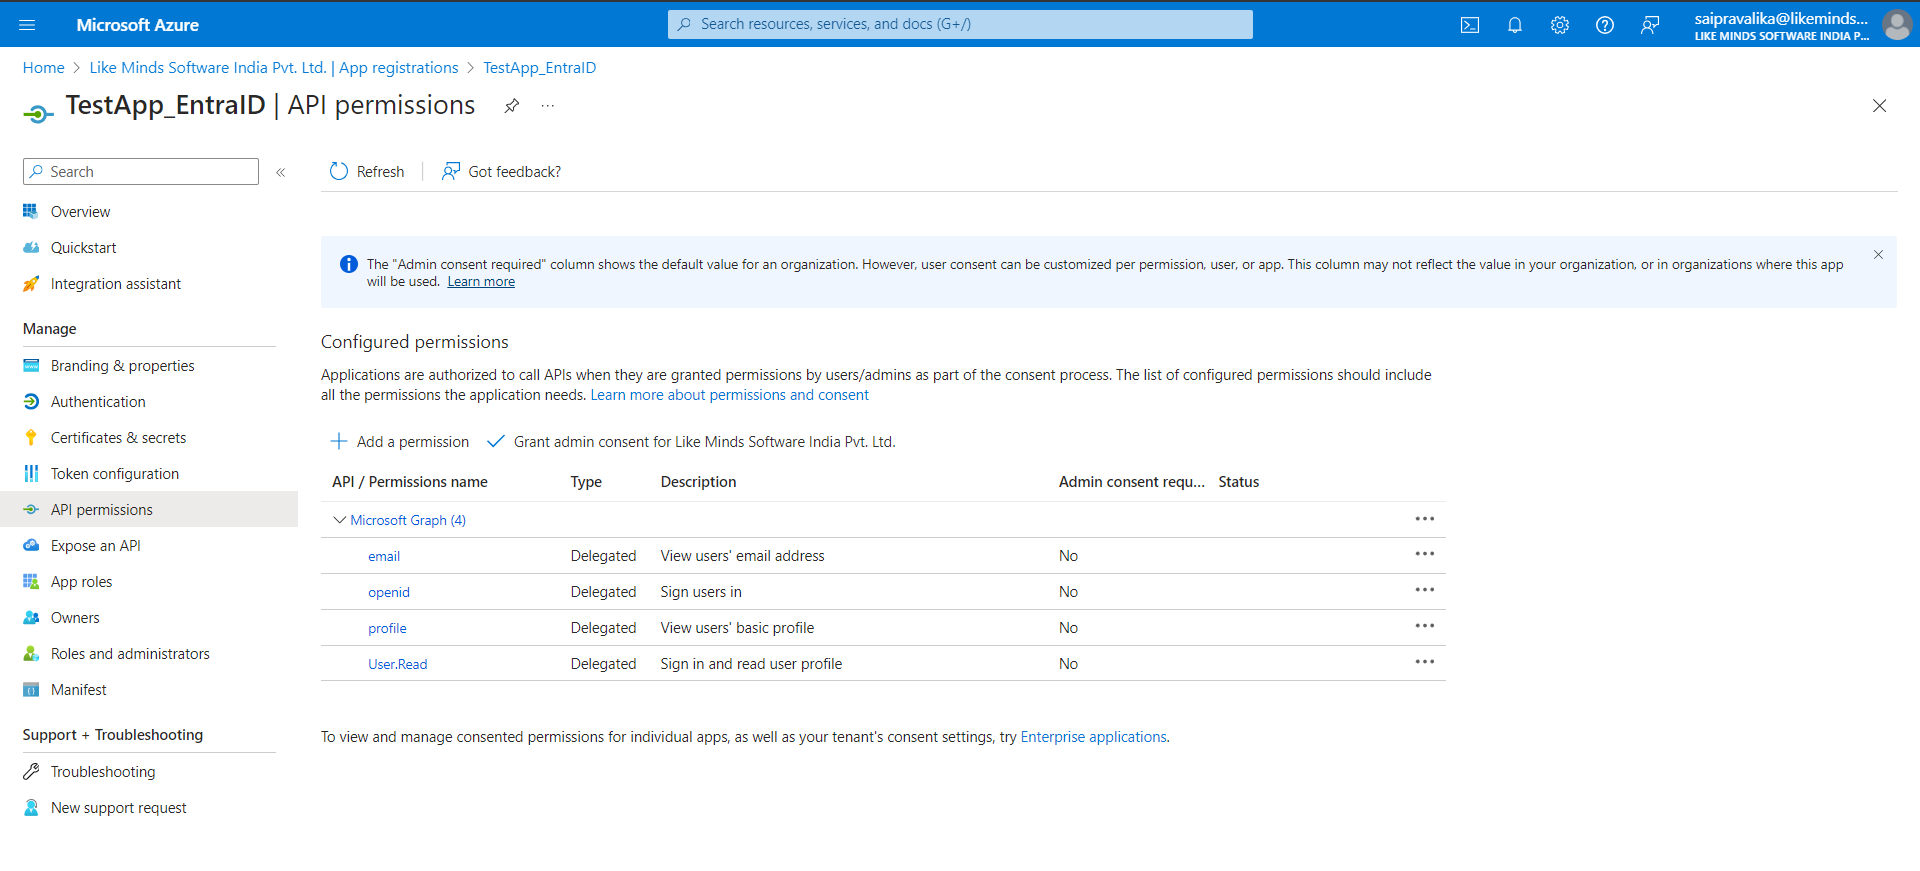 Microsoft Azure
Search resources, services, and docs (G+/)
saipravalika@likeminds...
LIKE MINDS SOFTWARE INDIA P...
Home > Like Minds Software India Pvt. Ltd. | App registrations > TestApp_EntraID
TestApp_EntraID | API permissions
Search
Refresh
Got feedback?
Overview
Quickstart
Integration assistant
Manage
Branding & properties
Authentication
Certificates & secrets
Token configuration
API permissions
Expose an API
App roles
Owners
Roles and administrators
Manifest
Support + Troubleshooting
Troubleshooting
New support request
The "Admin consent required" column shows the default value for an organization. However, user consent can be customized per permission, user, or app. This column may not reflect the value in your organization, or in organizations where this app
will be used. Learn more
Configured permissions
Applications are authorized to call APIs when they are granted permissions by users/admins as part of the consent process. The list of configured permissions should include
all the permissions the application needs. Learn more about permissions and consent
Add a permission Grant admin consent for Like Minds Software India Pvt. Ltd.
API / Permissions name Type Description Admin consent requ... Status
Microsoft Graph (4)
email Delegated View users' email address No
openid Delegated Sign users in No
profile Delegated View users' basic profile No
User.Read Delegated Sign in and read user profile No
To view and manage consented permissions for individual apps, as well as your tenant's consent settings, try Enterprise applications.